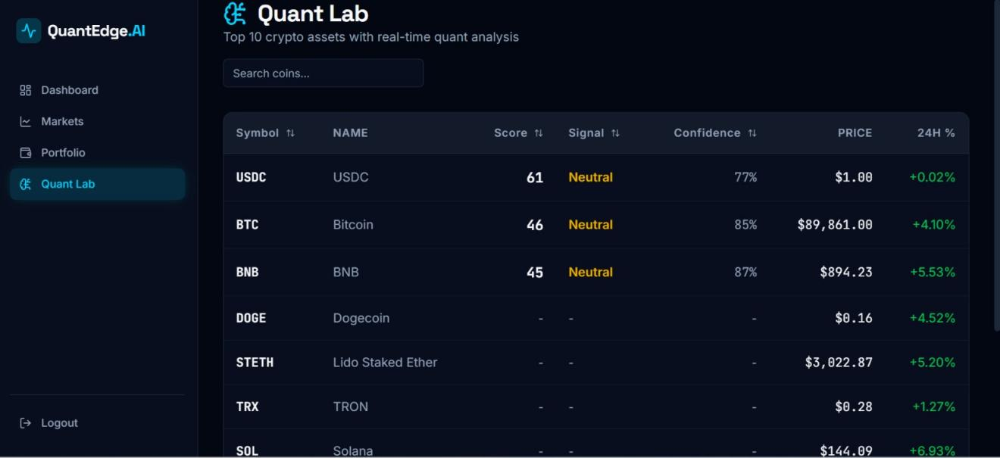 QuantEdge.AI
Dashboard
Markets
Portfolio
Quant Lab
Logout
Quant Lab
Top 10 crypto assets with real-time quant analysis
Search coins...
Symbol NAME Score Signal Confidence PRICE 24H %
USDC USDC 61 Neutral 77% $1.00 +0.02%
BTC Bitcoin 46 Neutral 85% $89,861.00 +4.10%
BNB BNB 45 Neutral 87% $894.23 +5.53%
DOGE Dogecoin - - - $0.16 +4.52%
STETH Lido Staked Ether - - - $3,022.87 +5.20%
TRX TRON - - - $0.28 +1.27%
SOL Solana - - - $144.09 +6.93%